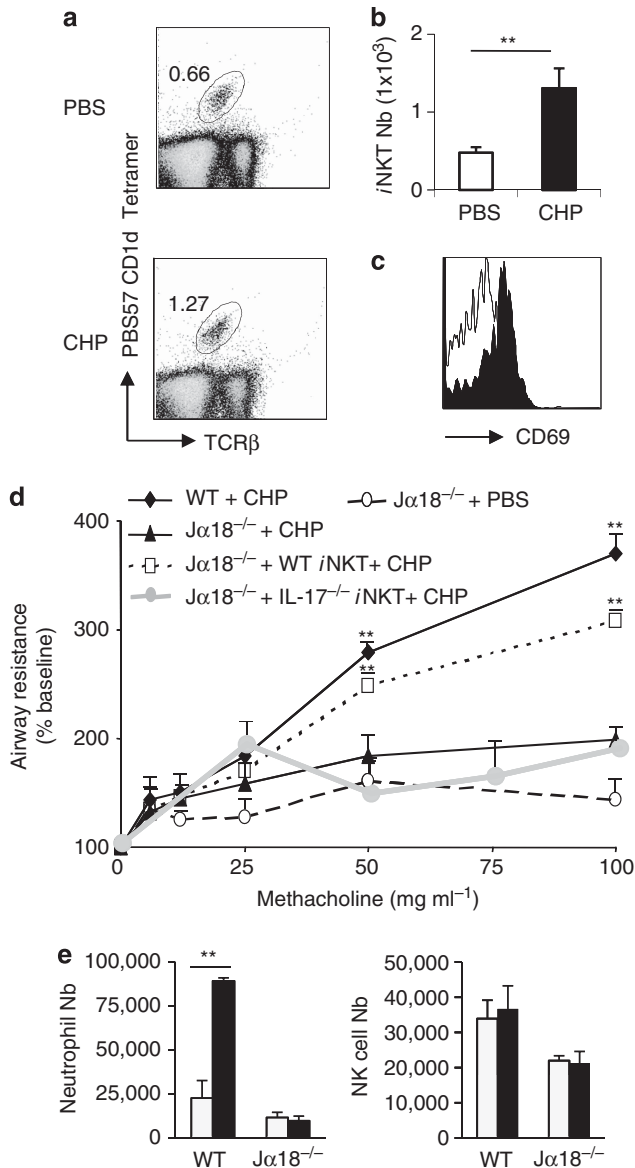 a
0.66
PBS
PBS57 CD1d Tetramer
1.27
CHP
TCRβ
b
iNKT Nb (1x10³)
2
1
0
**
PBS CHP
c
CD69
d
WT + CHP
Jα18⁻/⁻ + PBS
Jα18⁻/⁻ + CHP
Jα18⁻/⁻ + WT iNKT+ CHP
Jα18⁻/⁻ + IL-17⁻/⁻ iNKT+ CHP
Airway resistance
(% baseline)
400
300
200
100
**
**
**
**
0 25 50 75 100
Methacholine (mg ml⁻¹)
e
Neutrophil Nb
100,000
75,000
50,000
25,000
0
**
WT Jα18⁻/⁻
NK cell Nb
50,000
40,000
30,000
20,000
10,000
0
WT Jα18⁻/⁻